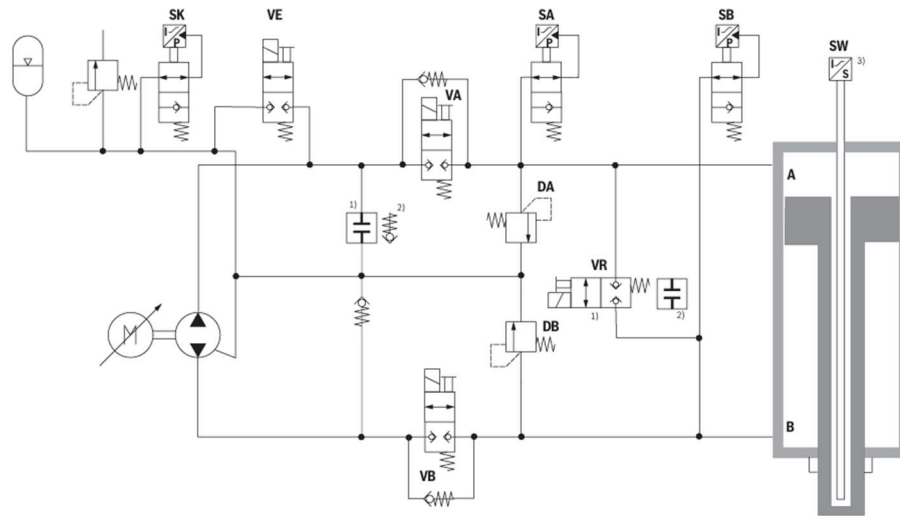 SK
VE
SA
SB
SW
I
P
I
P
I
P
I
S
3)
VA
A
1)
2)
DA
VR
M
1)
2)
DB
B
VB